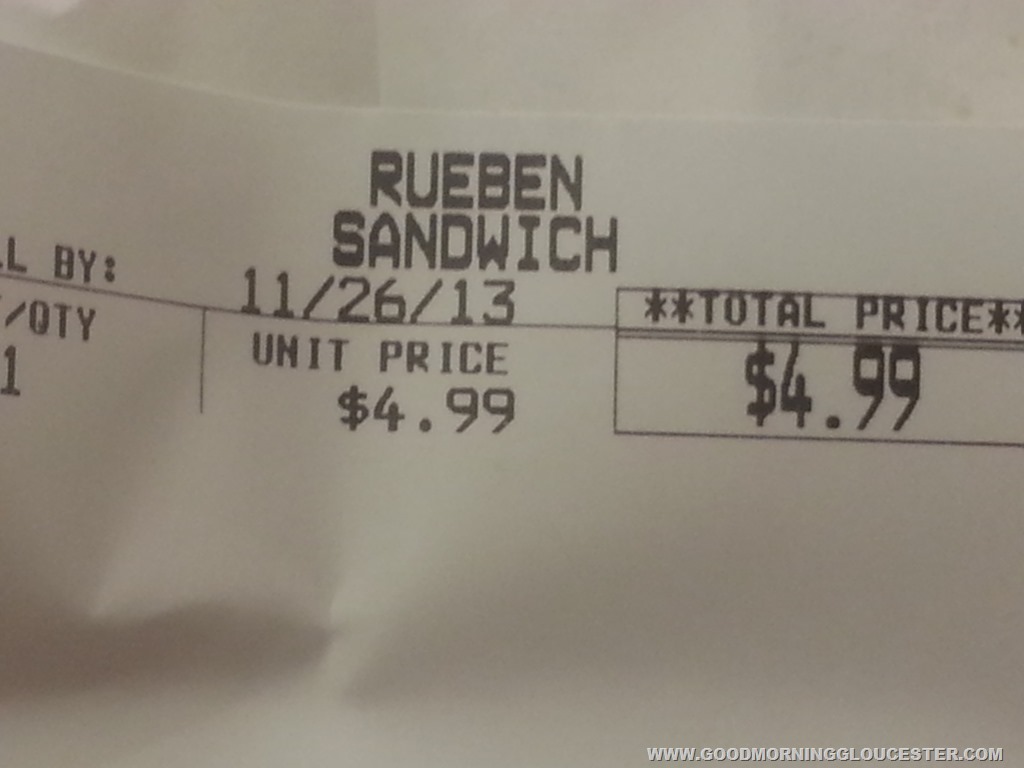 RUEBEN
SANDWICH
L BY: 11/26/13 **TOTAL PRICE**
/QTY UNIT PRICE $4.99
1 $4.99
WWW.GOODMORNINGGLOUCESTER.COM